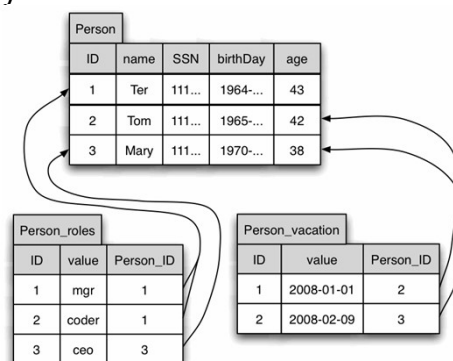 Person
ID name SSN birthDay age
1 Ter 111... 1964-... 43
2 Tom 111... 1965-... 42
3 Mary 111... 1970-... 38
Person_roles
ID value Person_ID
1 mgr 1
2 coder 1
3 ceo 3
Person_vacation
ID value Person_ID
1 2008-01-01 2
2 2008-02-09 3